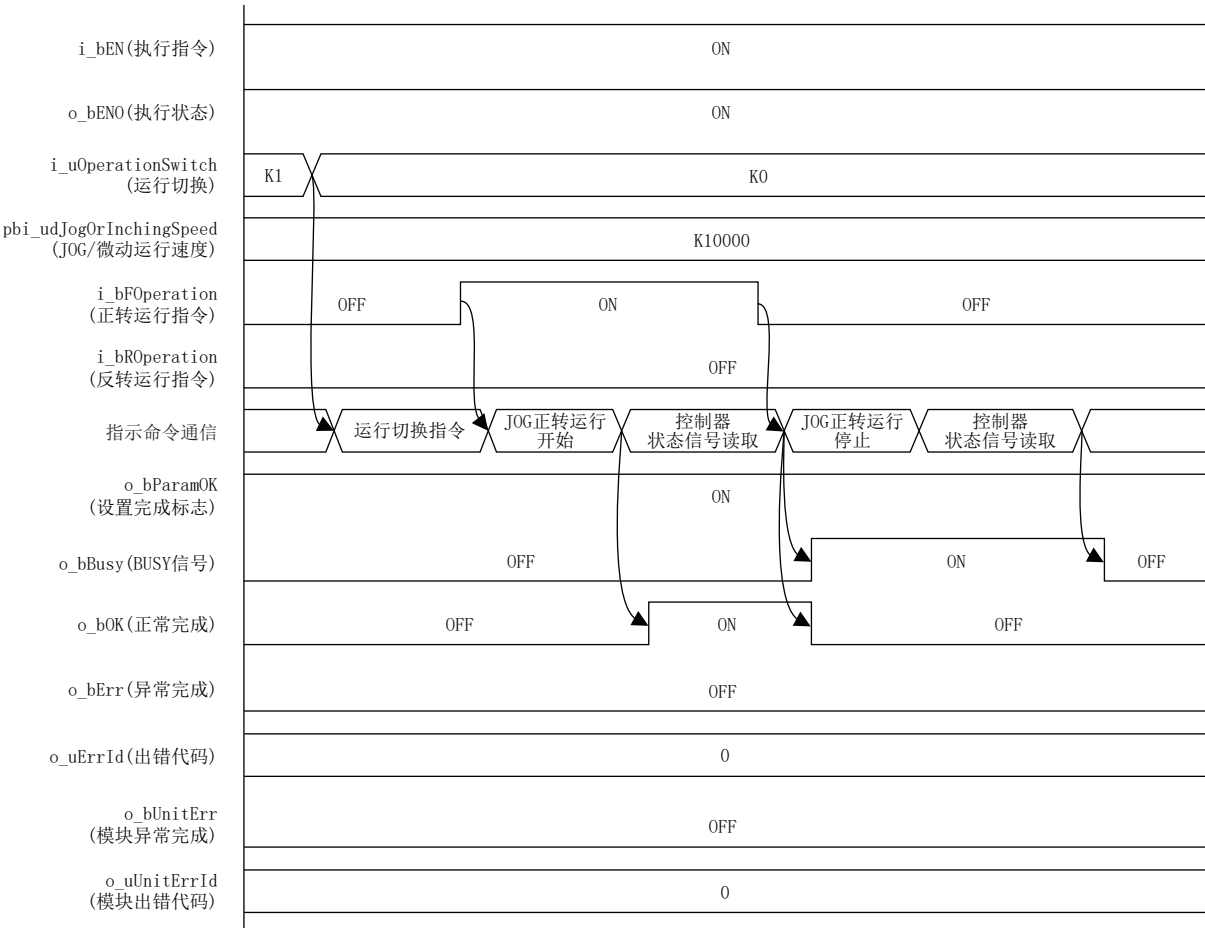 i_bEN(执行指令)
ON
o_bENO(执行状态)
ON
i_uOperationSwitch
(运行切换)
K1
K0
pbi_udJogOrInchingSpeed
(JOG/微动运行速度)
K10000
i_bFOperation
(正转运行指令)
OFF
ON
OFF
i_bROperation
(反转运行指令)
OFF
指示命令通信
运行切换指令
JOG正转运行
开始
控制器
状态信号读取
JOG正转运行
停止
控制器
状态信号读取
o_bParamOK
(设置完成标志)
ON
o_bBusy(BUSY信号)
OFF
ON
OFF
o_bOK(正常完成)
OFF
ON
OFF
o_bErr(异常完成)
OFF
o_uErrId(出错代码)
0
o_bUnitErr
(模块异常完成)
OFF
o_uUnitErrId
(模块出错代码)
0